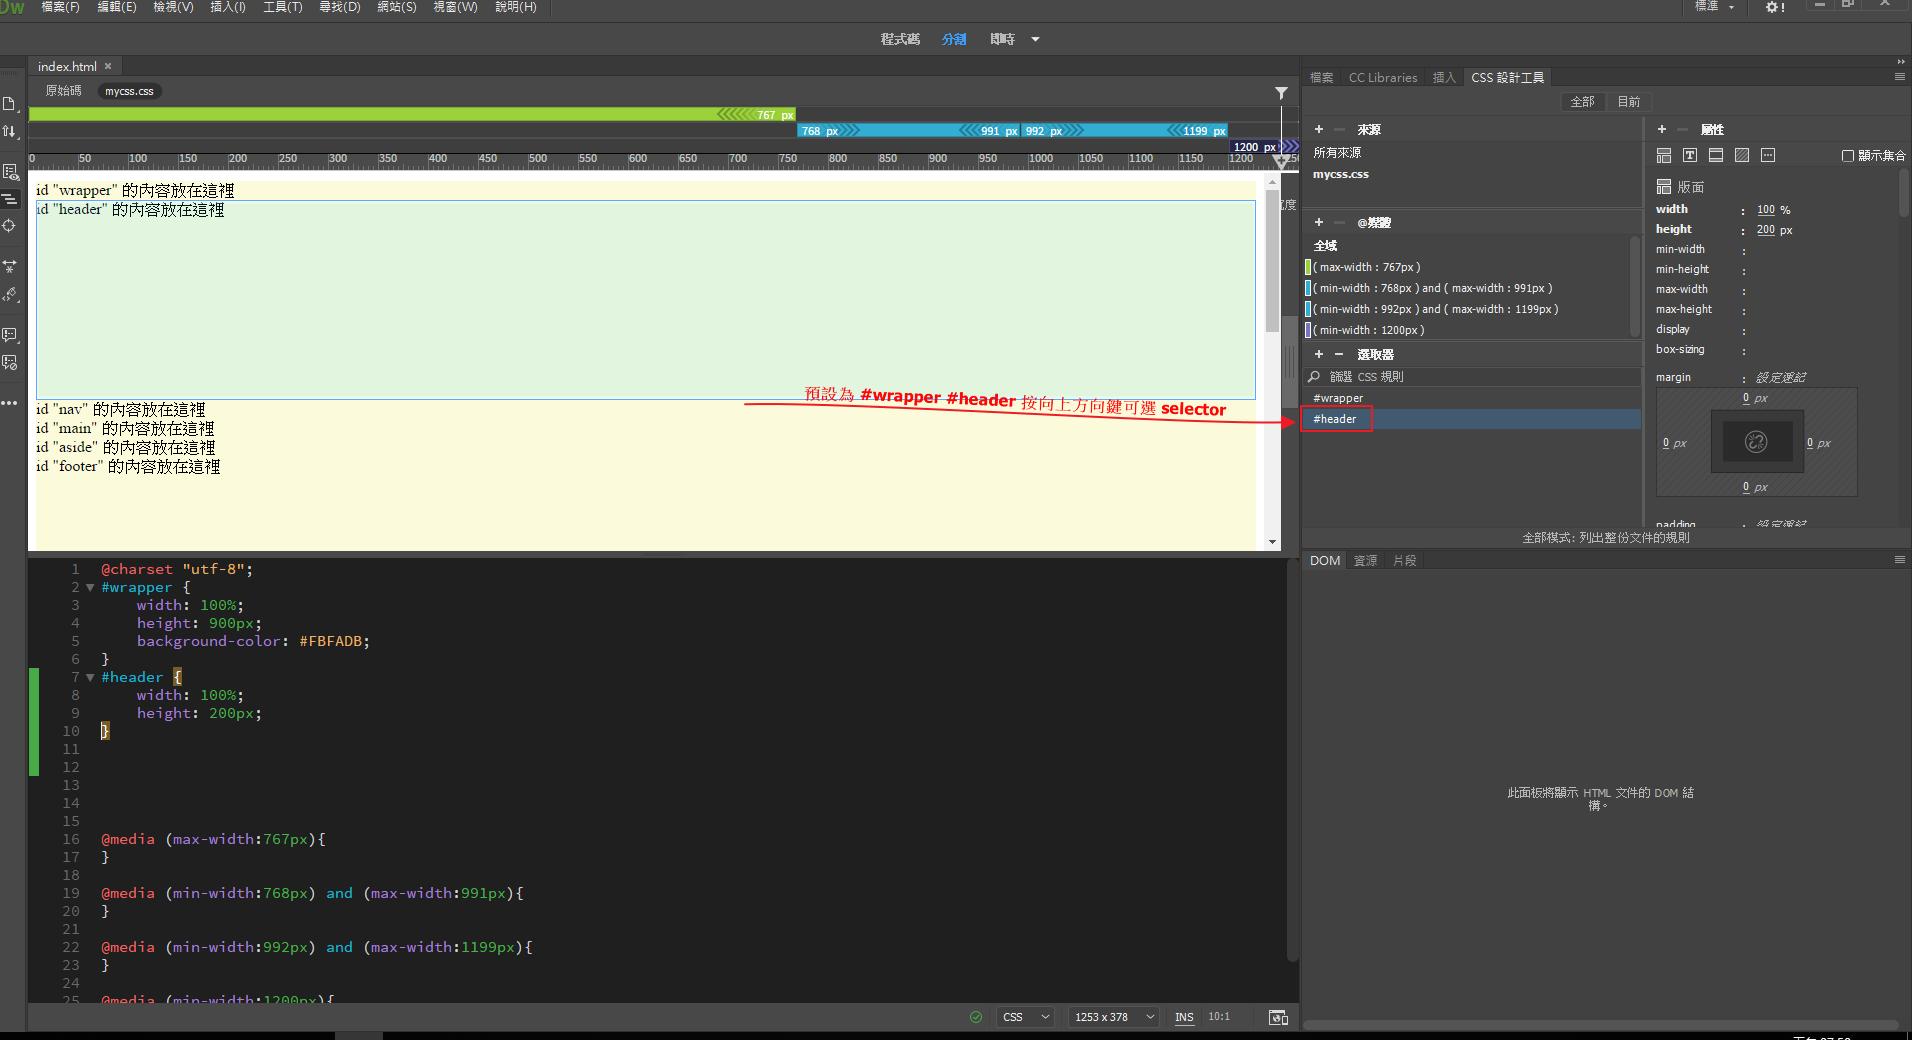 Dw 檔案(F) 編輯(E) 檢視(V) 插入(I) 工具(T) 尋找(D) 網站(S) 視窗(W) 說明(H) 標準
程式碼 分割 即時
index.html ×
原始碼 mycss.css
767 px
768 px 991 px 992 px 1199 px
1200 px
0 50 100 150 200 250 300 350 400 450 500 550 600 650 700 750 800 850 900 950 1000 1050 1100 1150 1200
id "wrapper" 的內容放在這裡
id "header" 的內容放在這裡
預設為 #wrapper #header 按向上方向鍵可選 selector
id "nav" 的內容放在這裡
id "main" 的內容放在這裡
id "aside" 的內容放在這裡
id "footer" 的內容放在這裡
1 @charset "utf-8";
2 #wrapper {
3 width: 100%;
4 height: 900px;
5 background-color: #FBFADB;
6 }
7 #header {
8 width: 100%;
9 height: 200px;
10 }
11
12
13
14
15
16 @media (max-width:767px){
17 }
18
19 @media (min-width:768px) and (max-width:991px){
20 }
21
22 @media (min-width:992px) and (max-width:1199px){
23 }
24
25 @media (min-width:1200px){
CSS 1253 x 378 INS 10:1
檔案 CC Libraries 插入 CSS 設計工具
全部 目前
+ − 來源
所有來源
mycss.css
+ − @媒體
全域
( max-width : 767px )
( min-width : 768px ) and ( max-width : 991px )
( min-width : 992px ) and ( max-width : 1199px )
( min-width : 1200px )
+ − 選取器
篩選 CSS 規則
#wrapper
#header
+ − 屬性
顯示集合
版面
width : 100 %
height : 200 px
min-width :
min-height :
max-width :
max-height :
display :
box-sizing :
margin : 設定速記
0 px
0 px 0 px
0 px
padding : 設定速記
全部模式: 列出整份文件的規則
DOM 資源 片段
此面板將顯示 HTML 文件的 DOM 結
構。